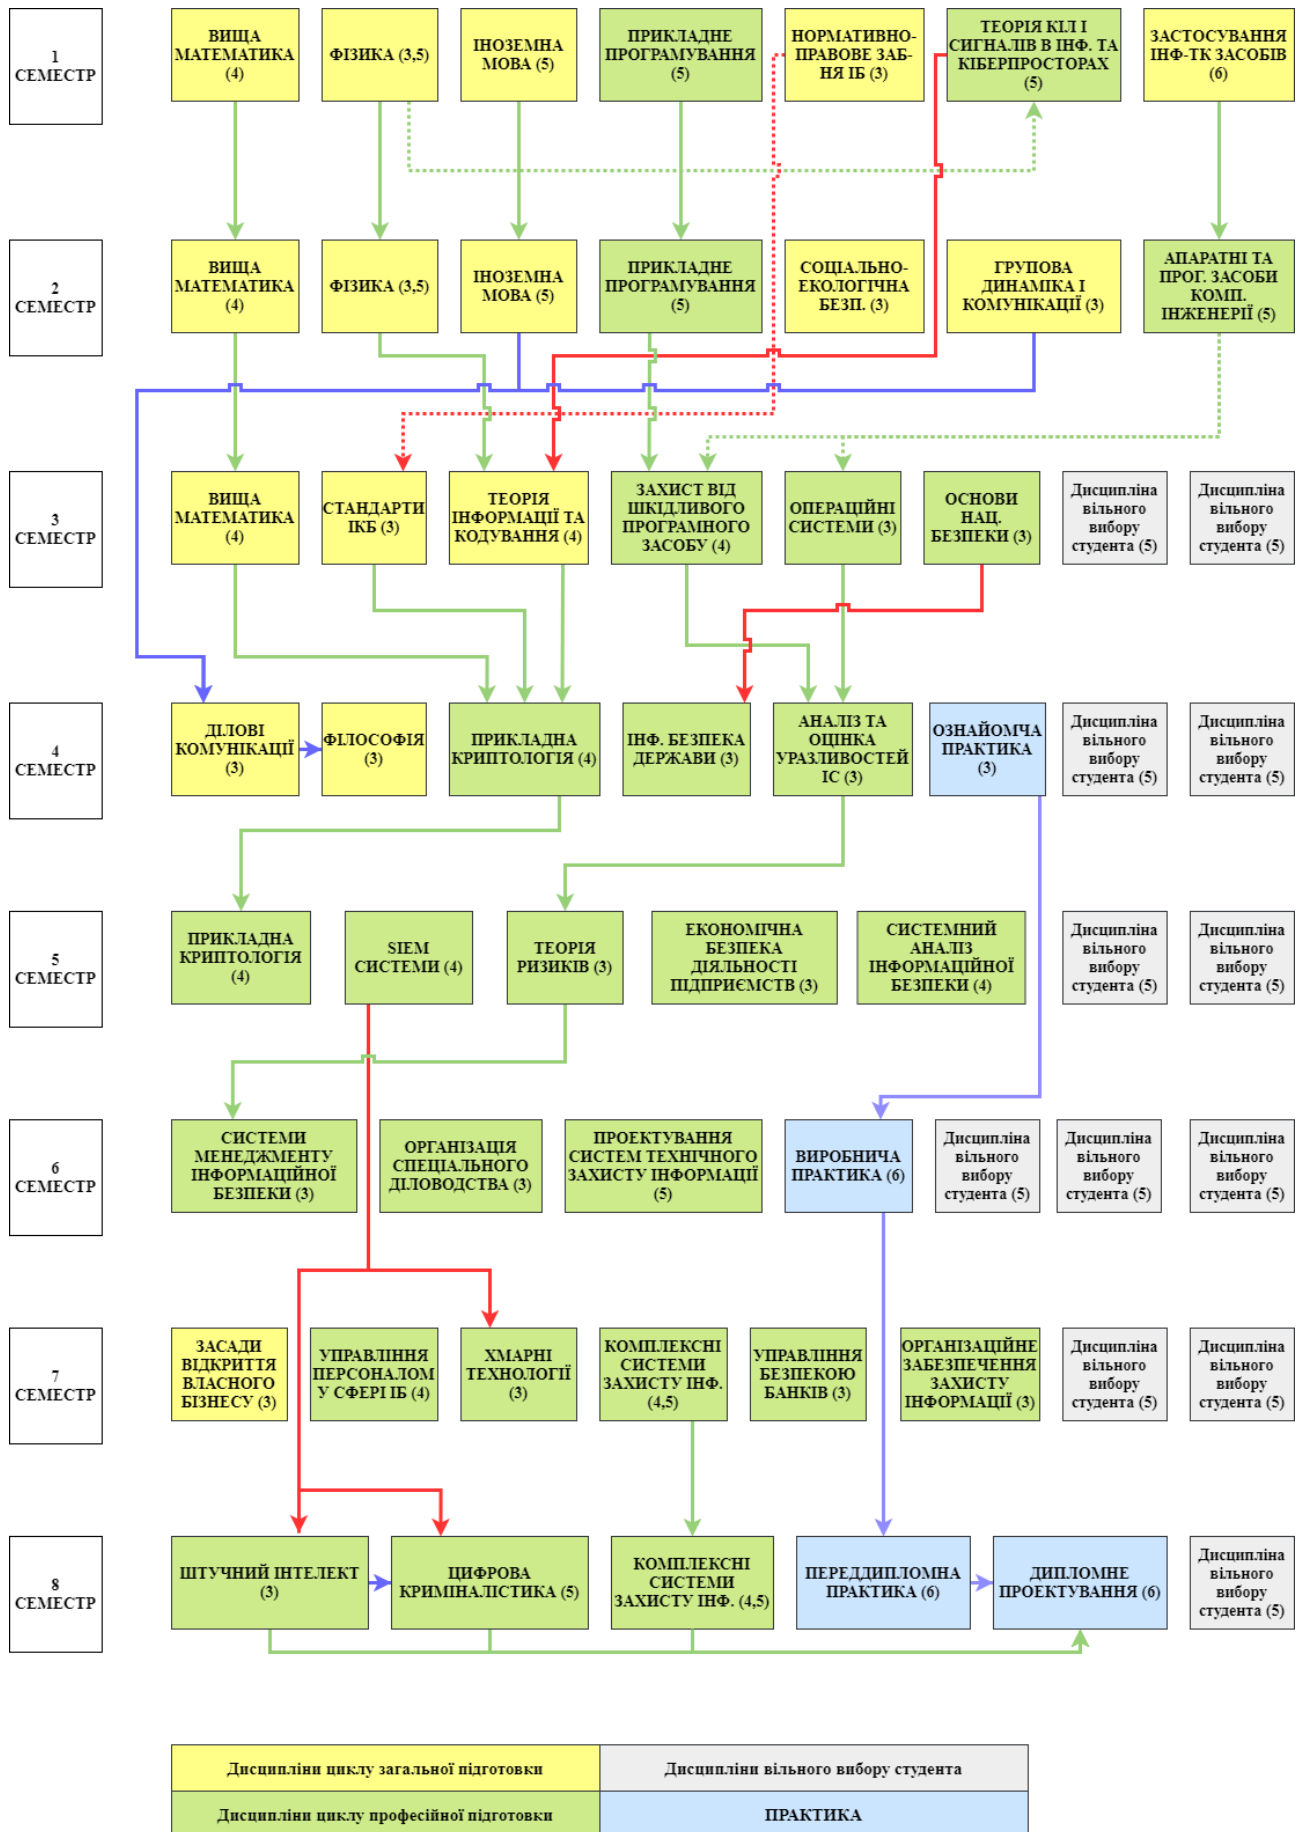 1
СЕМЕСТР
ВИЩА
МАТЕМАТИКА
(4)
ФІЗИКА (3,5)
ІНОЗЕМНА
МОВА (5)
ПРИКЛАДНЕ
ПРОГРАМУВАННЯ
(5)
НОРМАТИВНО-
ПРАВОВЕ ЗАБ-
НЯ ІБ (3)
ТЕОРІЯ КІЛ І
СИГНАЛІВ В ІНФ. ТА
КІБЕРПРОСТОРАХ
(5)
ЗАСТОСУВАННЯ
ІНФ-ТК ЗАСОБІВ
(6)
2
СЕМЕСТР
ВИЩА
МАТЕМАТИКА
(4)
ФІЗИКА (3,5)
ІНОЗЕМНА
МОВА (5)
ПРИКЛАДНЕ
ПРОГРАМУВАННЯ
(5)
СОЦІАЛЬНО-
ЕКОЛОГІЧНА
БЕЗП. (3)
ГРУПОВА
ДИНАМІКА І
КОМУНІКАЦІЇ (3)
АПАРАТНІ ТА
ПРОГ. ЗАСОБИ
КОМП.
ІНЖЕНЕРІЇ (5)
3
СЕМЕСТР
ВИЩА
МАТЕМАТИКА
(4)
СТАНДАРТИ
ІКБ (3)
ТЕОРІЯ
ІНФОРМАЦІЇ ТА
КОДУВАННЯ (4)
ЗАХИСТ ВІД
ШКІДЛИВОГО
ПРОГРАМНОГО
ЗАСОБУ (4)
ОПЕРАЦІЙНІ
СИСТЕМИ (3)
ОСНОВИ
НАЦ.
БЕЗПЕКИ (3)
Дисципліна
вільного
вибору
студента (5)
Дисципліна
вільного
вибору
студента (5)
4
СЕМЕСТР
ДІЛОВІ
КОМУНІКАЦІЇ
(3)
ФІЛОСОФІЯ
(3)
ПРИКЛАДНА
КРИПТОЛОГІЯ (4)
ІНФ. БЕЗПЕКА
ДЕРЖАВИ (3)
АНАЛІЗ ТА
ОЦІНКА
УРАЗЛИВОСТЕЙ
ІС (3)
ОЗНАЙОМЧА
ПРАКТИКА
(3)
Дисципліна
вільного
вибору
студента (5)
Дисципліна
вільного
вибору
студента (5)
5
СЕМЕСТР
ПРИКЛАДНА
КРИПТОЛОГІЯ
(4)
SIEM
СИСТЕМИ (4)
ТЕОРІЯ
РИЗИКІВ (3)
ЕКОНОМІЧНА
БЕЗПЕКА
ДІЯЛЬНОСТІ
ПІДПРИЄМСТВ (3)
СИСТЕМНИЙ
АНАЛІЗ
ІНФОРМАЦІЙНОЇ
БЕЗПЕКИ (4)
Дисципліна
вільного
вибору
студента (5)
Дисципліна
вільного
вибору
студента (5)
6
СЕМЕСТР
СИСТЕМИ
МЕНЕДЖМЕНТУ
ІНФОРМАЦІЙНОЇ
БЕЗПЕКИ (3)
ОРГАНІЗАЦІЯ
СПЕЦІАЛЬНОГО
ДІЛОВОДСТВА (3)
ПРОЕКТУВАННЯ
СИСТЕМ ТЕХНІЧНОГО
ЗАХИСТУ ІНФОРМАЦІЇ
(5)
ВИРОБНИЧА
ПРАКТИКА (6)
Дисципліна
вільного
вибору
студента (5)
Дисципліна
вільного
вибору
студента (5)
Дисципліна
вільного
вибору
студента (5)
7
СЕМЕСТР
ЗАСАДИ
ВІДКРИТТЯ
ВЛАСНОГО
БІЗНЕСУ (3)
УПРАВЛІННЯ
ПЕРСОНАЛОМ
У СФЕРІ ІБ (4)
ХМАРНІ
ТЕХНОЛОГІЇ
(3)
КОМПЛЕКСНІ
СИСТЕМИ
ЗАХИСТУ ІНФ.
(4,5)
УПРАВЛІННЯ
БЕЗПЕКОЮ
БАНКІВ (3)
ОРГАНІЗАЦІЙНЕ
ЗАБЕЗПЕЧЕННЯ
ЗАХИСТУ
ІНФОРМАЦІЇ (3)
Дисципліна
вільного
вибору
студента (5)
Дисципліна
вільного
вибору
студента (5)
8
СЕМЕСТР
ШТУЧНИЙ ІНТЕЛЕКТ
(3)
ЦИФРОВА
КРИМІНАЛІСТИКА (5)
КОМПЛЕКСНІ
СИСТЕМИ
ЗАХИСТУ ІНФ. (4,5)
ПЕРЕДДИПЛОМНА
ПРАКТИКА (6)
ДИПЛОМНЕ
ПРОЕКТУВАННЯ (6)
Дисципліна
вільного
вибору
студента (5)
Дисципліни циклу загальної підготовки
Дисципліни вільного вибору студента
Дисципліни циклу професійної підготовки
ПРАКТИКА